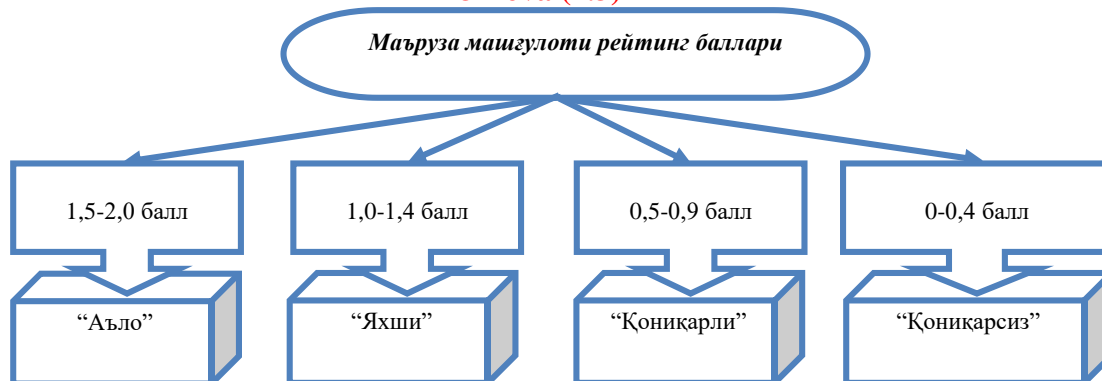 Маъруза машғулоти рейтинг баллари
1,5-2,0 балл
1,0-1,4 балл
0,5-0,9 балл
0-0,4 балл
“Аъло”
“Яхши”
“Қониқарли”
“Қониқарсиз”